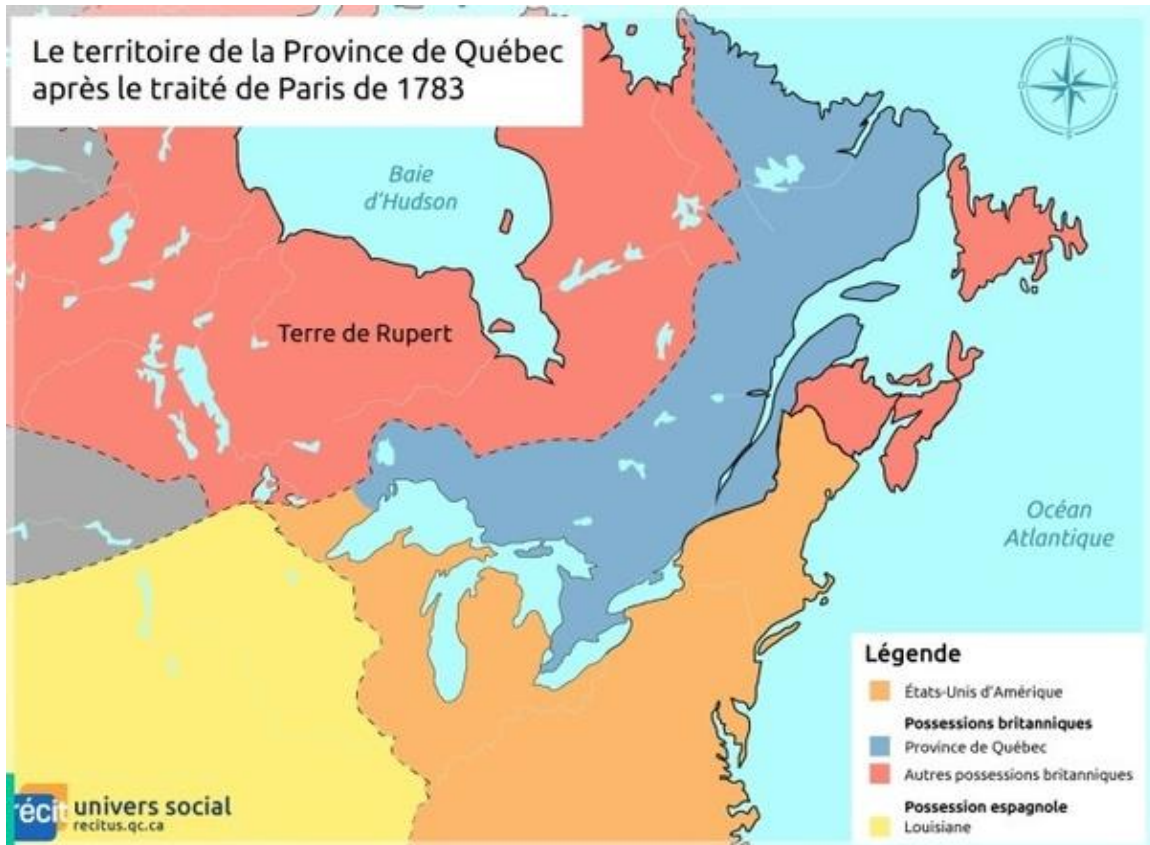 Le territoire de la Province de Québec
après le traité de Paris de 1783
N
Baie
d'Hudson
Terre de Rupert
Océan
Atlantique
Légende
États-Unis d'Amérique
Possessions britanniques
Province de Québec
Autres possessions britanniques
Possession espagnole
Louisiane
récit univers social
recitus.qc.ca